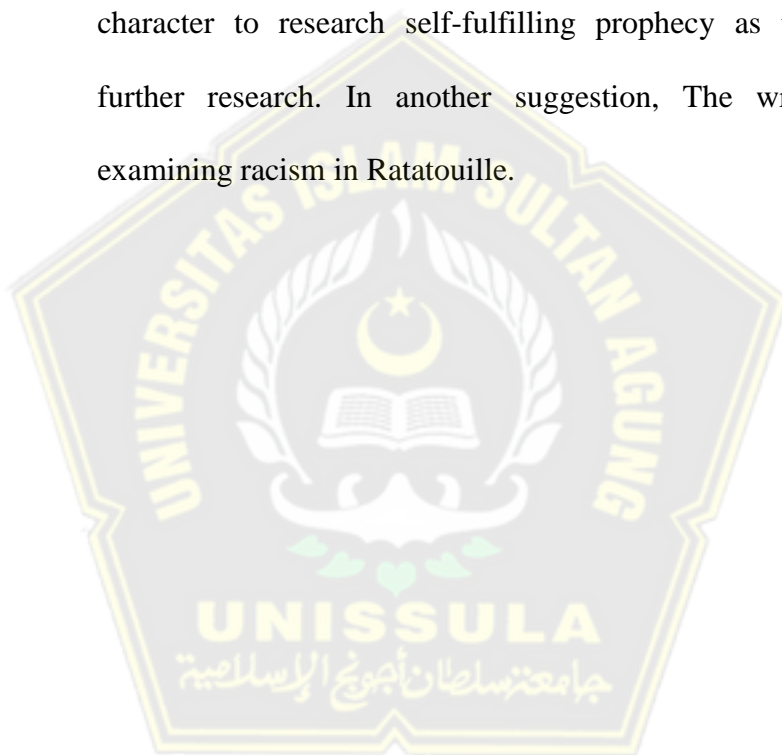 character to research self-fulfilling prophecy as
further research. In another suggestion, The
examining racism in Ratatouille.
UNIVERSITAS ISLAM SULTAN AGUNG
UNISSULA
جامعة سلطان أجونج الإسلامية